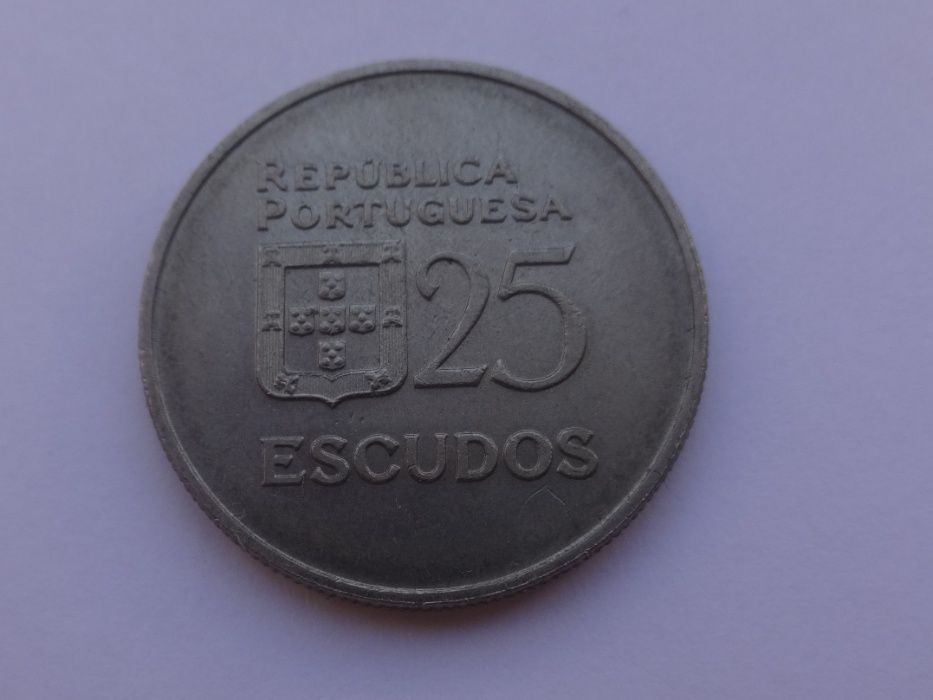 REPÚBLICA
PORTUGUESA
25
ESCUDOS